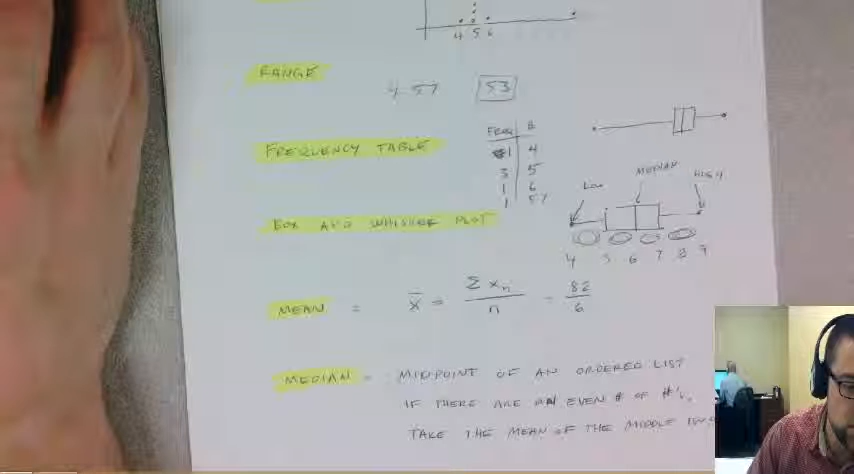 4 5 6
RANGE
4-57 53
FREQ #
1 4
FREQUENCY TABLE
3 5
1 6
1 57
LOW MEDIAN HIGH
BOX AND WHISKER PLOT
4 5 6 7 8 9
MEAN = x̄ = Σ xₙ / n = 82 / 6
MEDIAN = MIDPOINT OF AN ORDERED LIST
IF THERE ARE AN EVEN # OF #'S,
TAKE THE MEAN OF THE MIDDLE